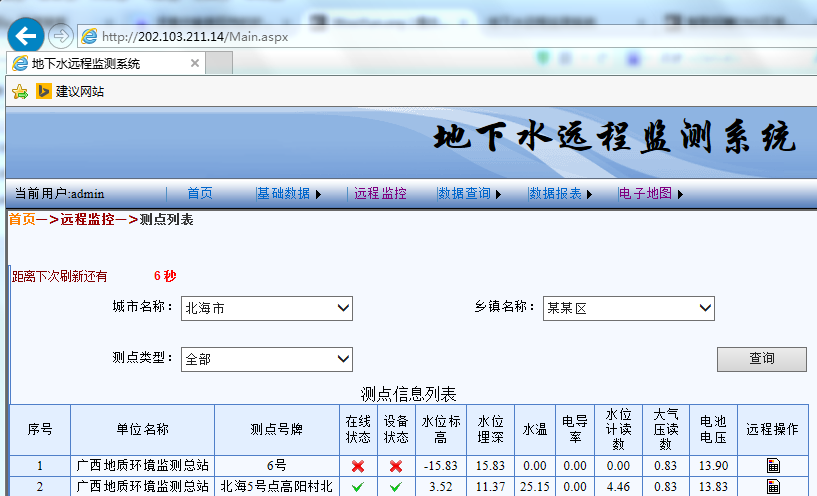 http://202.103.211.14/Main.aspx
地下水远程监测系统
建议网站
地下水远程监测系统
当前用户:admin 首页 基础数据 远程监控 数据查询 数据报表 电子地图
首页—>远程监控—>测点列表
距离下次刷新还有 6 秒
城市名称： 北海市 乡镇名称： 某某区
测点类型： 全部 查询
测点信息列表
序号 单位名称 测点号牌 在线状态 设备状态 水位标高 水位埋深 水温 电导率 水位计读数 大气压读数 电池电压 远程操作
1 广西地质环境监测总站 6号 -15.83 15.83 0.00 0.00 0.00 0.83 13.90
2 广西地质环境监测总站 北海5号点高阳村北 3.52 11.37 25.15 0.00 4.46 0.83 13.83